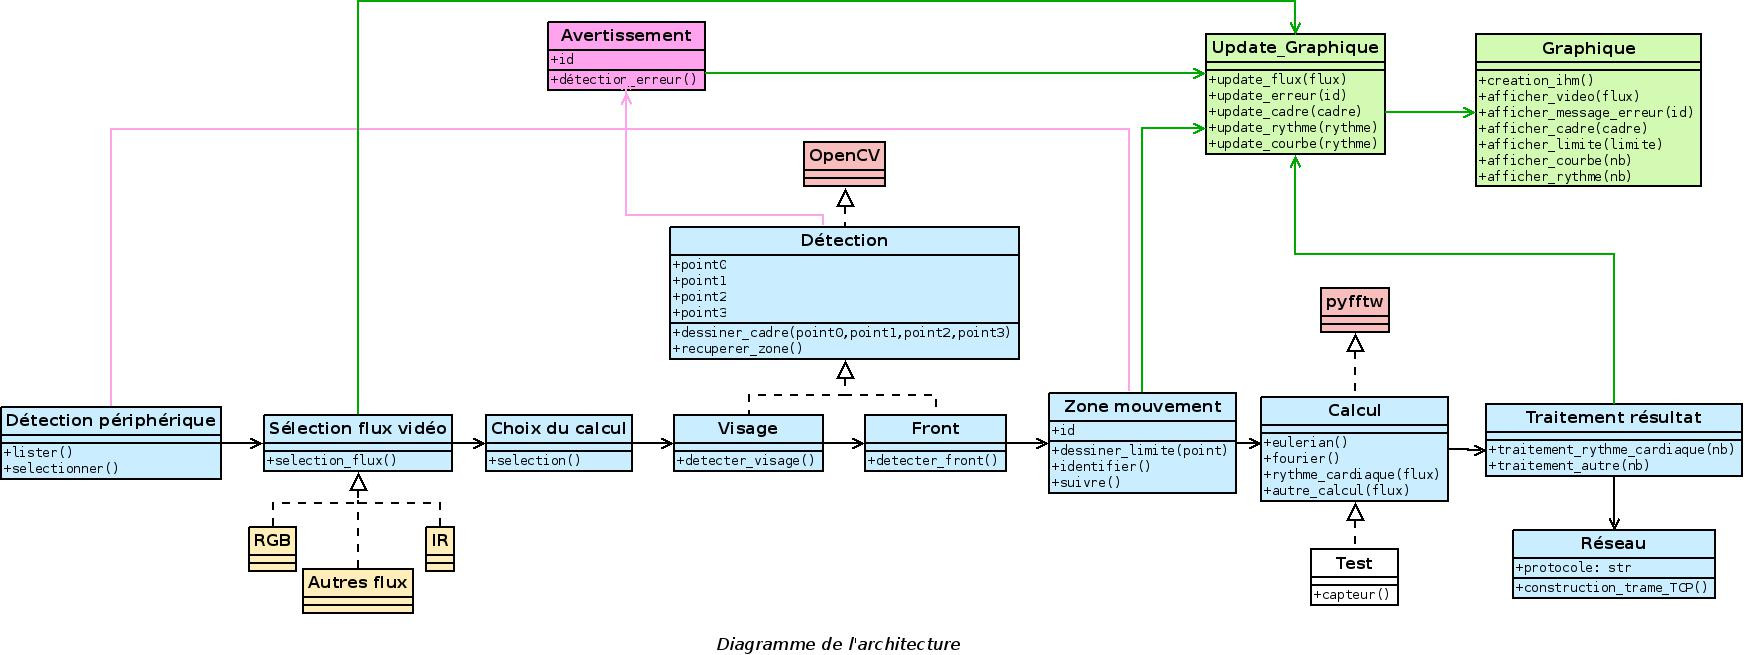 Avertissement
+id
+détection_erreur()
Update_Graphique
+update_flux(flux)
+update_erreur(id)
+update_cadre(cadre)
+update_rythme(rythme)
+update_courbe(rythme)
Graphique
+creation_ihm()
+afficher_video(flux)
+afficher_message_erreur(id)
+afficher_cadre(cadre)
+afficher_limite(limite)
+afficher_courbe(nb)
+afficher_rythme(nb)
OpenCV
Détection
+point0
+point1
+point2
+point3
+dessiner_cadre(point0,point1,point2,point3)
+recuperer_zone()
pyfftw
Détection périphérique
+lister()
+selectionner()
Sélection flux vidéo
+selection_flux()
Choix du calcul
+selection()
Visage
+detecter_visage()
Front
+detecter_front()
Zone mouvement
+id
+dessiner_limite(point)
+identifier()
+suivre()
Calcul
+eulerian()
+fourier()
+rythme_cardiaque(flux)
+autre_calcul(flux)
Traitement résultat
+traitement_rythme_cardiaque(nb)
+traitement_autre(nb)
RGB
IR
Autres flux
Test
+capteur()
Réseau
+protocole: str
+construction_trame_TCP()
Diagramme de l'architecture